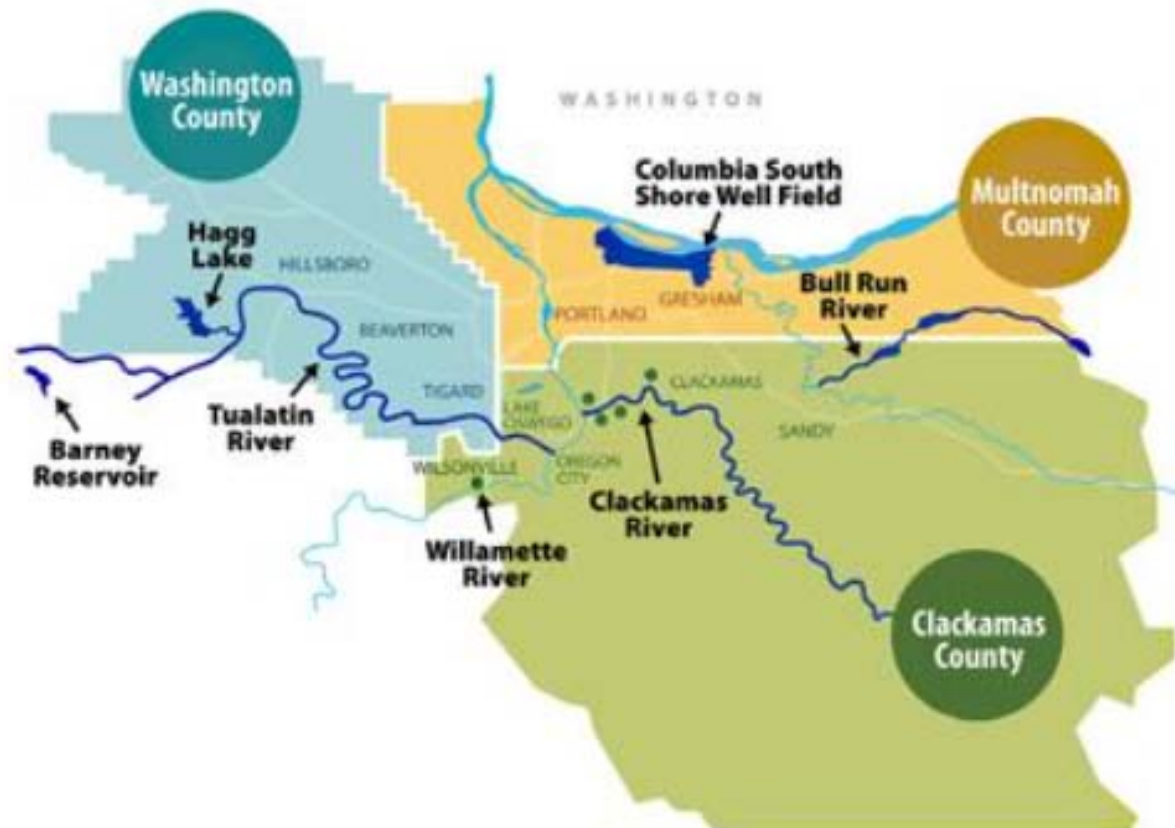 Washington
County
WASHINGTON
Columbia South
Shore Well Field
Multnomah
County
Hagg
Lake
HILLSBORO
Bull Run
River
GRESHAM
PORTLAND
BEAVERTON
TIGARD
CLACKAMAS
LAKE
OSWEGO
Tualatin
River
SANDY
Barney
Reservoir
WILSONVILLE
OREGON
CITY
Clackamas
River
Willamette
River
Clackamas
County